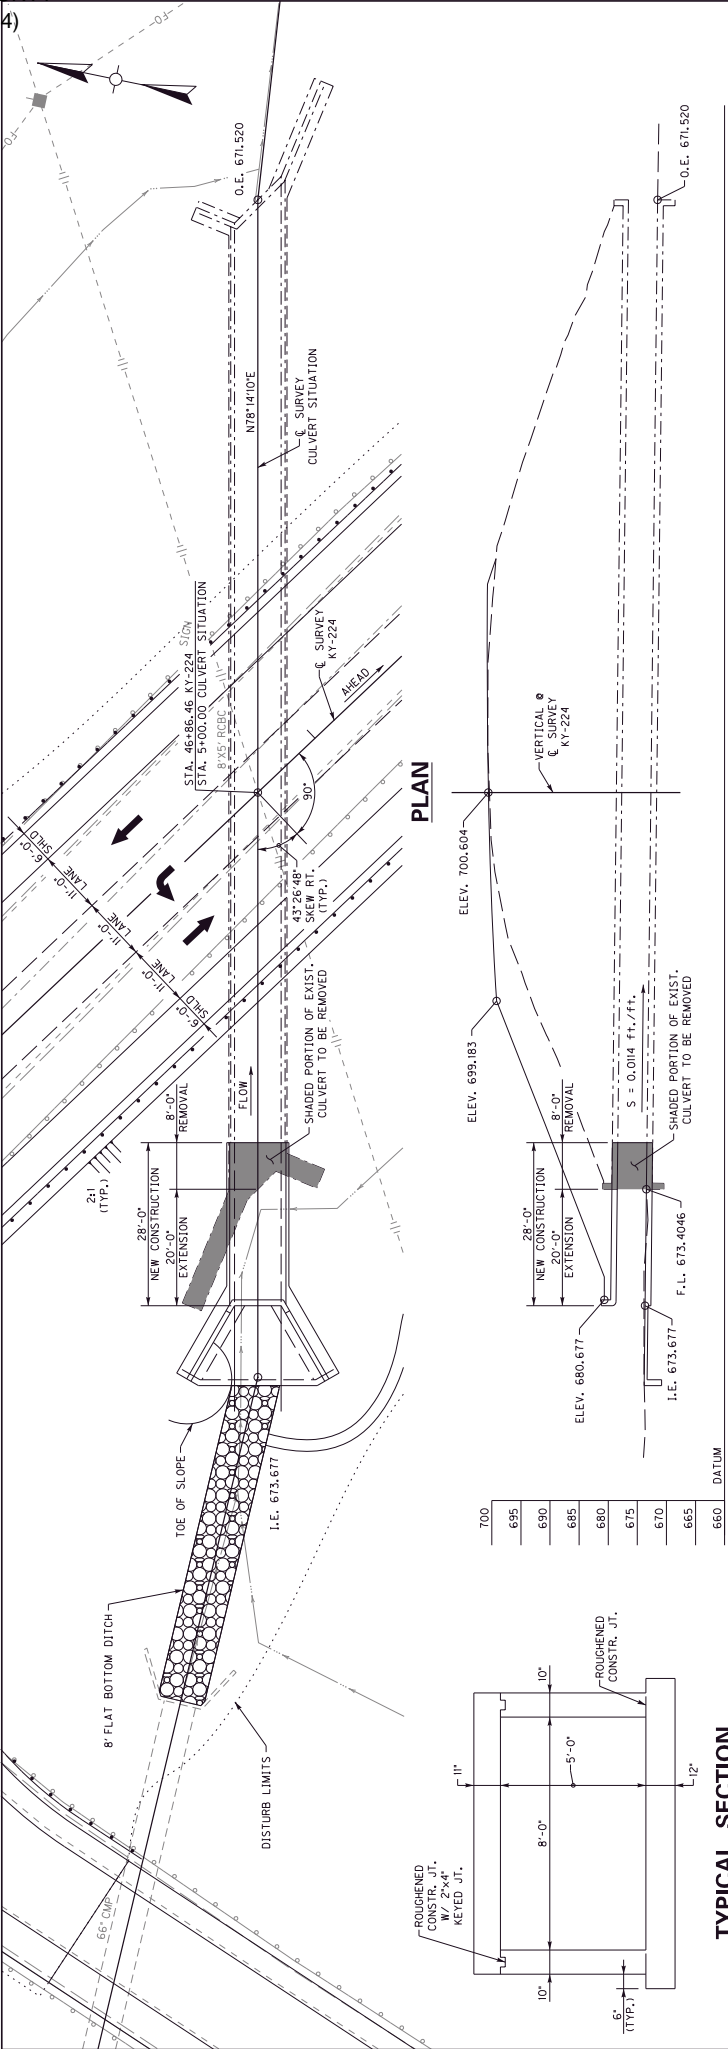 4)
FO
FO
O.E. 671.520
N78°14'10"E
℄ SURVEY
CULVERT SITUATION
STA. 46+86.46 KY-224
STA. 5+00.00 CULVERT SITUATION
SIGN
8'X5' RCBC
℄ SURVEY
KY-224
AHEAD
90°
43°26'48"
SKEW RT.
(TYP.)
6'-0"
SHLD
11'-0"
LANE
11'-0"
LANE
11'-0"
LANE
6'-0"
SHLD
FLOW
SHADED PORTION OF EXIST.
CULVERT TO BE REMOVED
2:1
(TYP.)
28'-0"
NEW CONSTRUCTION
20'-0"
EXTENSION
8'-0"
REMOVAL
TOE OF SLOPE
I.E. 673.677
8' FLAT BOTTOM DITCH
DISTURB LIMITS
66" CMP
PLAN
O.E. 671.520
VERTICAL @
℄ SURVEY
KY-224
ELEV. 700.604
ELEV. 699.183
S = 0.0114 ft./ft.
SHADED PORTION OF EXIST.
CULVERT TO BE REMOVED
28'-0"
NEW CONSTRUCTION
20'-0"
EXTENSION
8'-0"
REMOVAL
ELEV. 680.677
F.L. 673.4046
I.E. 673.677
700
695
690
685
680
675
670
665
660
DATUM
ROUGHENED
CONSTR. JT.
W/ 2"x4"
KEYED JT.
ROUGHENED
CONSTR. JT.
11"
5'-0"
12"
10"
8'-0"
10"
6"
(TYP.)
TYPICAL SECTION